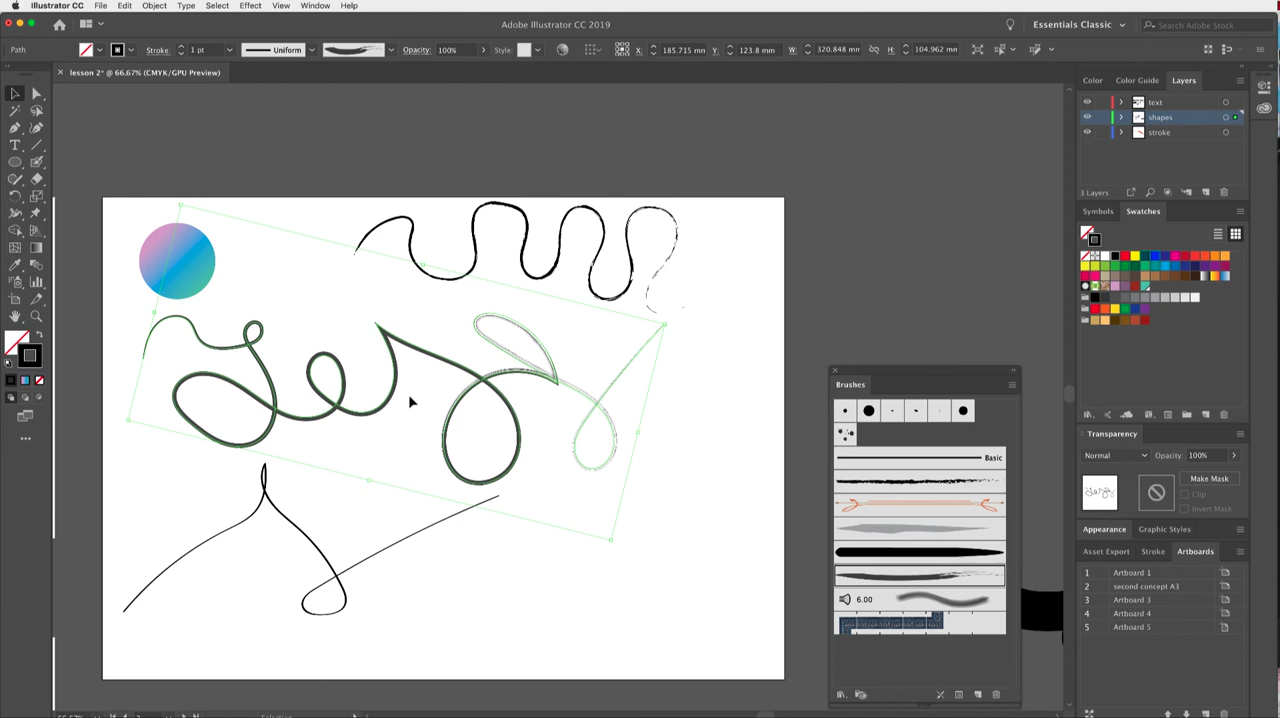 Illustrator CC File Edit Object Type Select Effect View Window Help
Adobe Illustrator CC 2019
Essentials Classic
Search Adobe Stock
Path Stroke: 1 pt Uniform Opacity: 100% Style: X: 185.715 mm Y: 123.8 mm W: 320.848 mm H: 104.962 mm
lesson 2* @ 66.67% (CMYK/GPU Preview)
Color Color Guide Layers
text
shapes
stroke
3 Layers
Symbols Swatches
Brushes
Basic
6.00
Transparency
Normal Opacity: 100%
Make Mask
Clip
Invert Mask
Appearance Graphic Styles
Asset Export Stroke Artboards
1 Artboard 1
2 second concept A3
3 Artboard 3
4 Artboard 4
5 Artboard 5